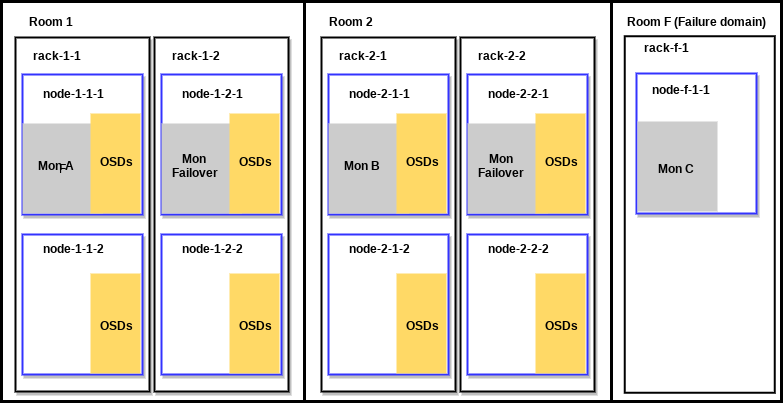 Room 1
rack-1-1
node-1-1-1
Mon-A
OSDs
node-1-1-2
OSDs
rack-1-2
node-1-2-1
Mon
Failover
OSDs
node-1-2-2
OSDs
Room 2
rack-2-1
node-2-1-1
Mon B
OSDs
node-2-1-2
OSDs
rack-2-2
node-2-2-1
Mon
Failover
OSDs
node-2-2-2
OSDs
Room F (Failure domain)
rack-f-1
node-f-1-1
Mon C